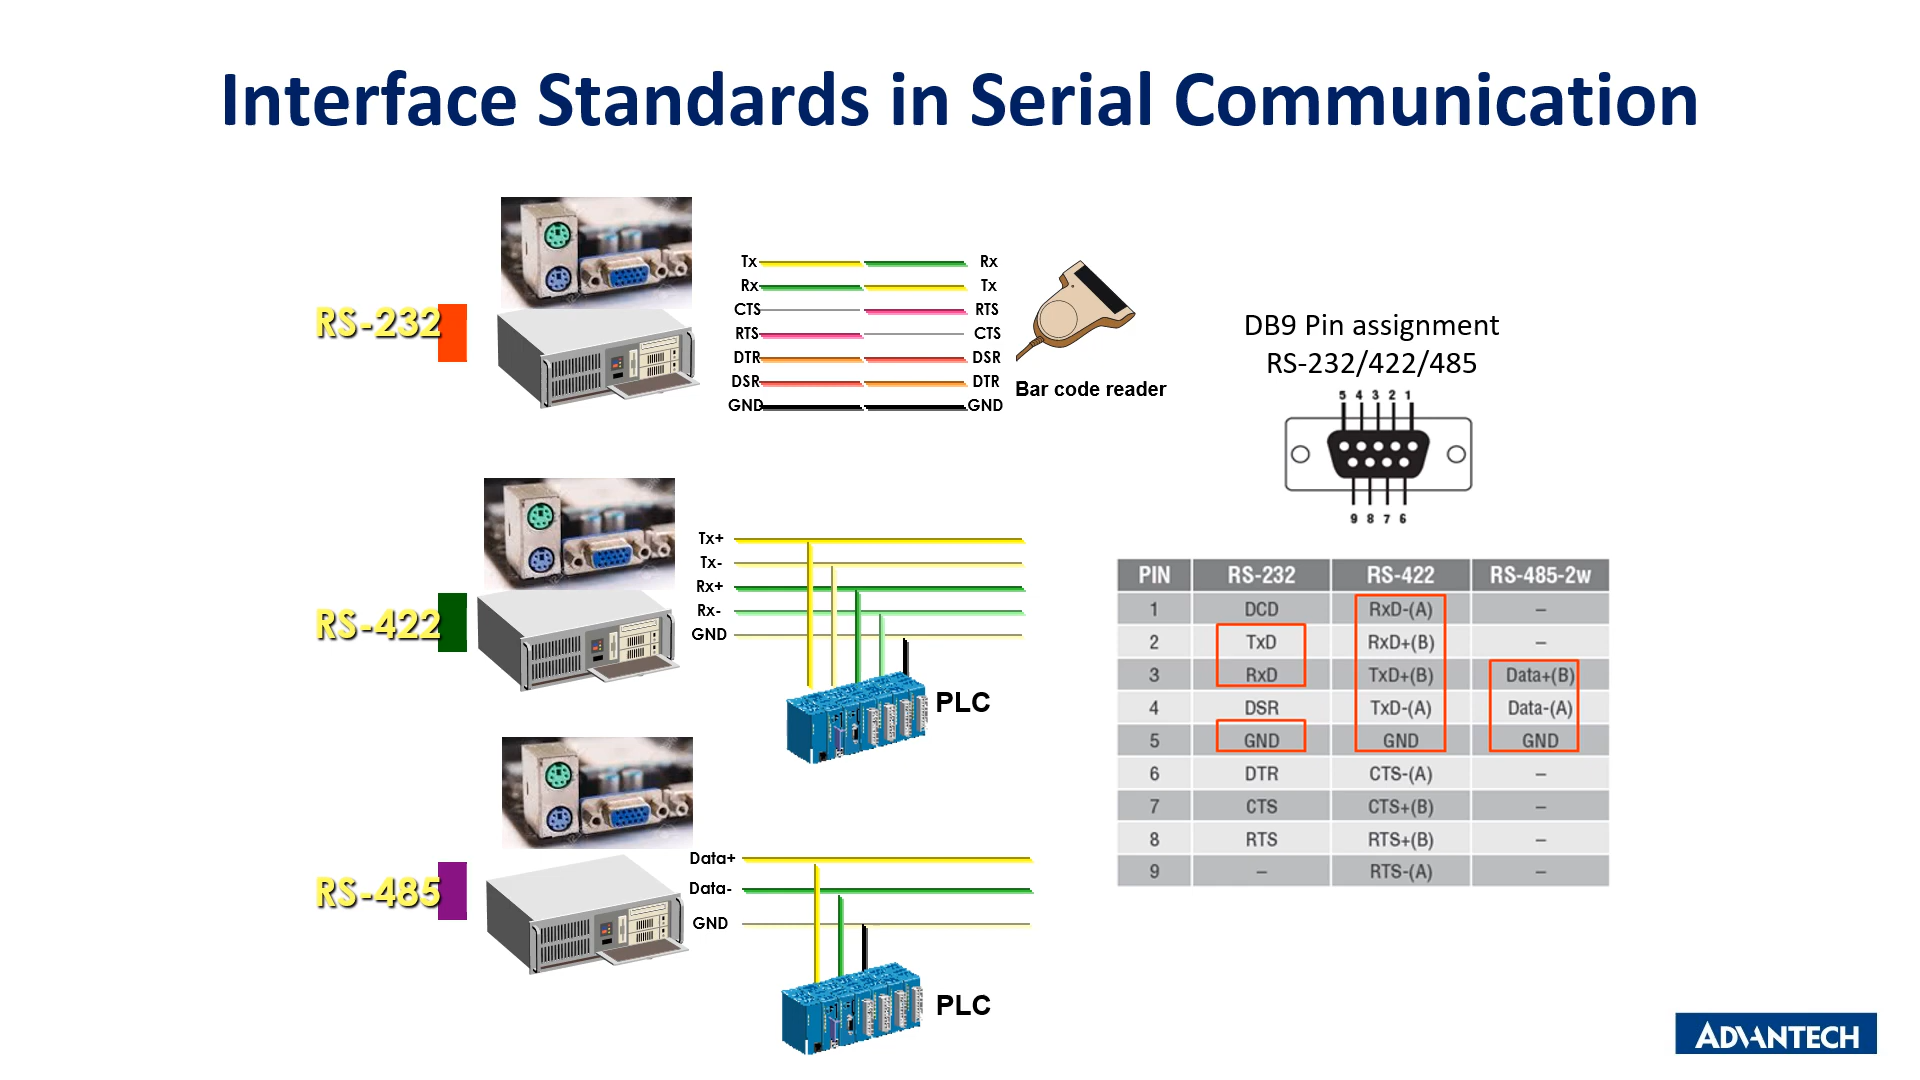 Interface Standards in Serial Communication
RS-232
Tx Rx
Rx Tx
CTS RTS
RTS CTS
DTR DSR
DSR DTR
GND GND
Bar code reader
RS-422
Tx+
Tx-
Rx+
Rx-
GND
PLC
RS-485
Data+
Data-
GND
PLC
DB9 Pin assignment
RS-232/422/485
5 4 3 2 1
9 8 7 6
PIN RS-232 RS-422 RS-485-2w
1 DCD RxD-(A) –
2 TxD RxD+(B) –
3 RxD TxD+(B) Data+(B)
4 DSR TxD-(A) Data-(A)
5 GND GND GND
6 DTR CTS-(A) –
7 CTS CTS+(B) –
8 RTS RTS+(B) –
9 – RTS-(A) –
ADVANTECH